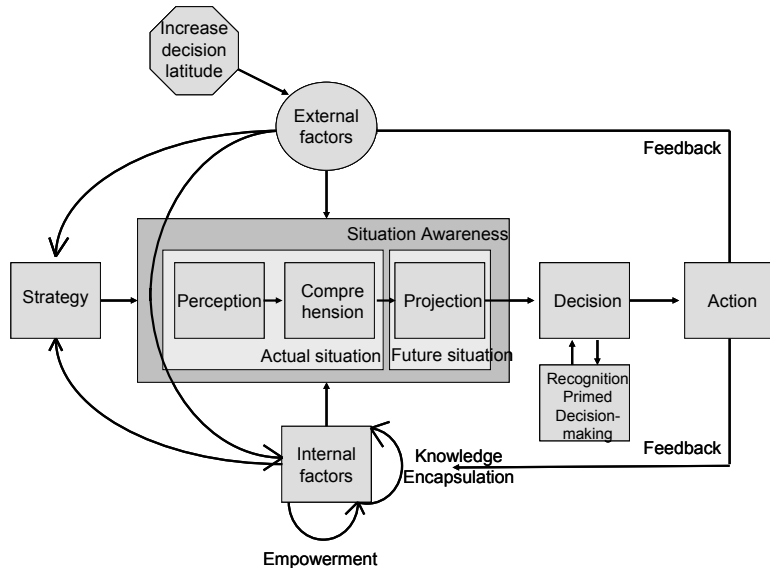 Increase
decision
latitude
External
factors
Feedback
Situation Awareness
Strategy
Perception
Compre
hension
Projection
Decision
Action
Actual situation
Future situation
Recognition
Primed
Decision-
making
Internal
factors
Knowledge
Encapsulation
Feedback
Empowerment